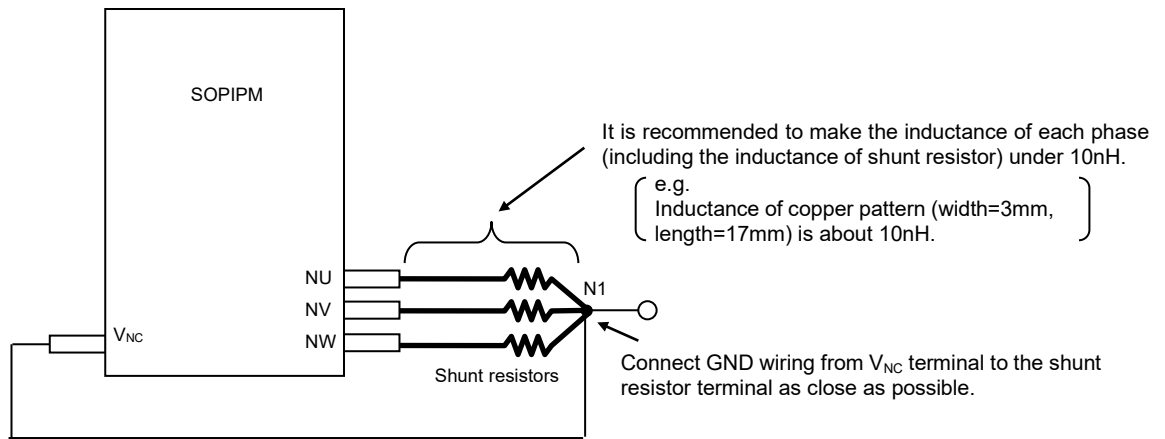 SOPIPM
It is recommended to make the inductance of each phase
(including the inductance of shunt resistor) under 10nH.
e.g.
Inductance of copper pattern (width=3mm,
length=17mm) is about 10nH.
NU
N1
NV
VNC
NW
Shunt resistors
Connect GND wiring from VNC terminal to the shunt
resistor terminal as close as possible.